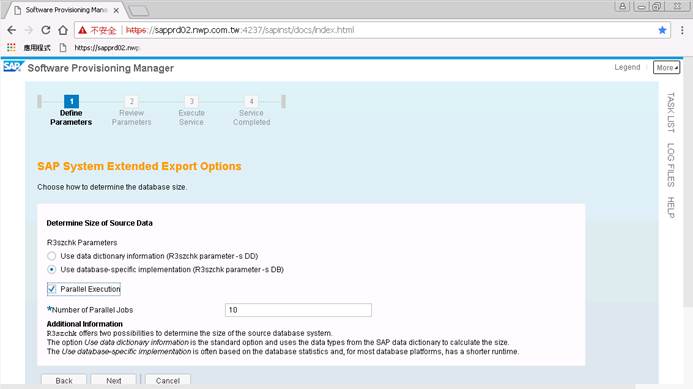 Software Provisioning Manager
不安全 https://sapprd02.nwp.com.tw:4237/sapinst/docs/index.html
應用程式 https://sapprd02.nwp
SAP Software Provisioning Manager Legend More
1 2 3 4
Define Parameters Review Parameters Execute Service Service Completed
TASK LIST
LOG FILES
HELP
SAP System Extended Export Options
Choose how to determine the database size.
Determine Size of Source Data
R3szchk Parameters
Use data dictionary information (R3szchk parameter -s DD)
Use database-specific implementation (R3szchk parameter -s DB)
Parallel Execution
*Number of Parallel Jobs 10
Additional Information
R3szchk offers two possibilities to determine the size of the source database system.
The option Use data dictionary information is the standard option and uses the data types from the SAP data dictionary to calculate the size.
The Use database-specific implementation is often based on the database statistics and, for most database platforms, has a shorter runtime.
Back Next Cancel